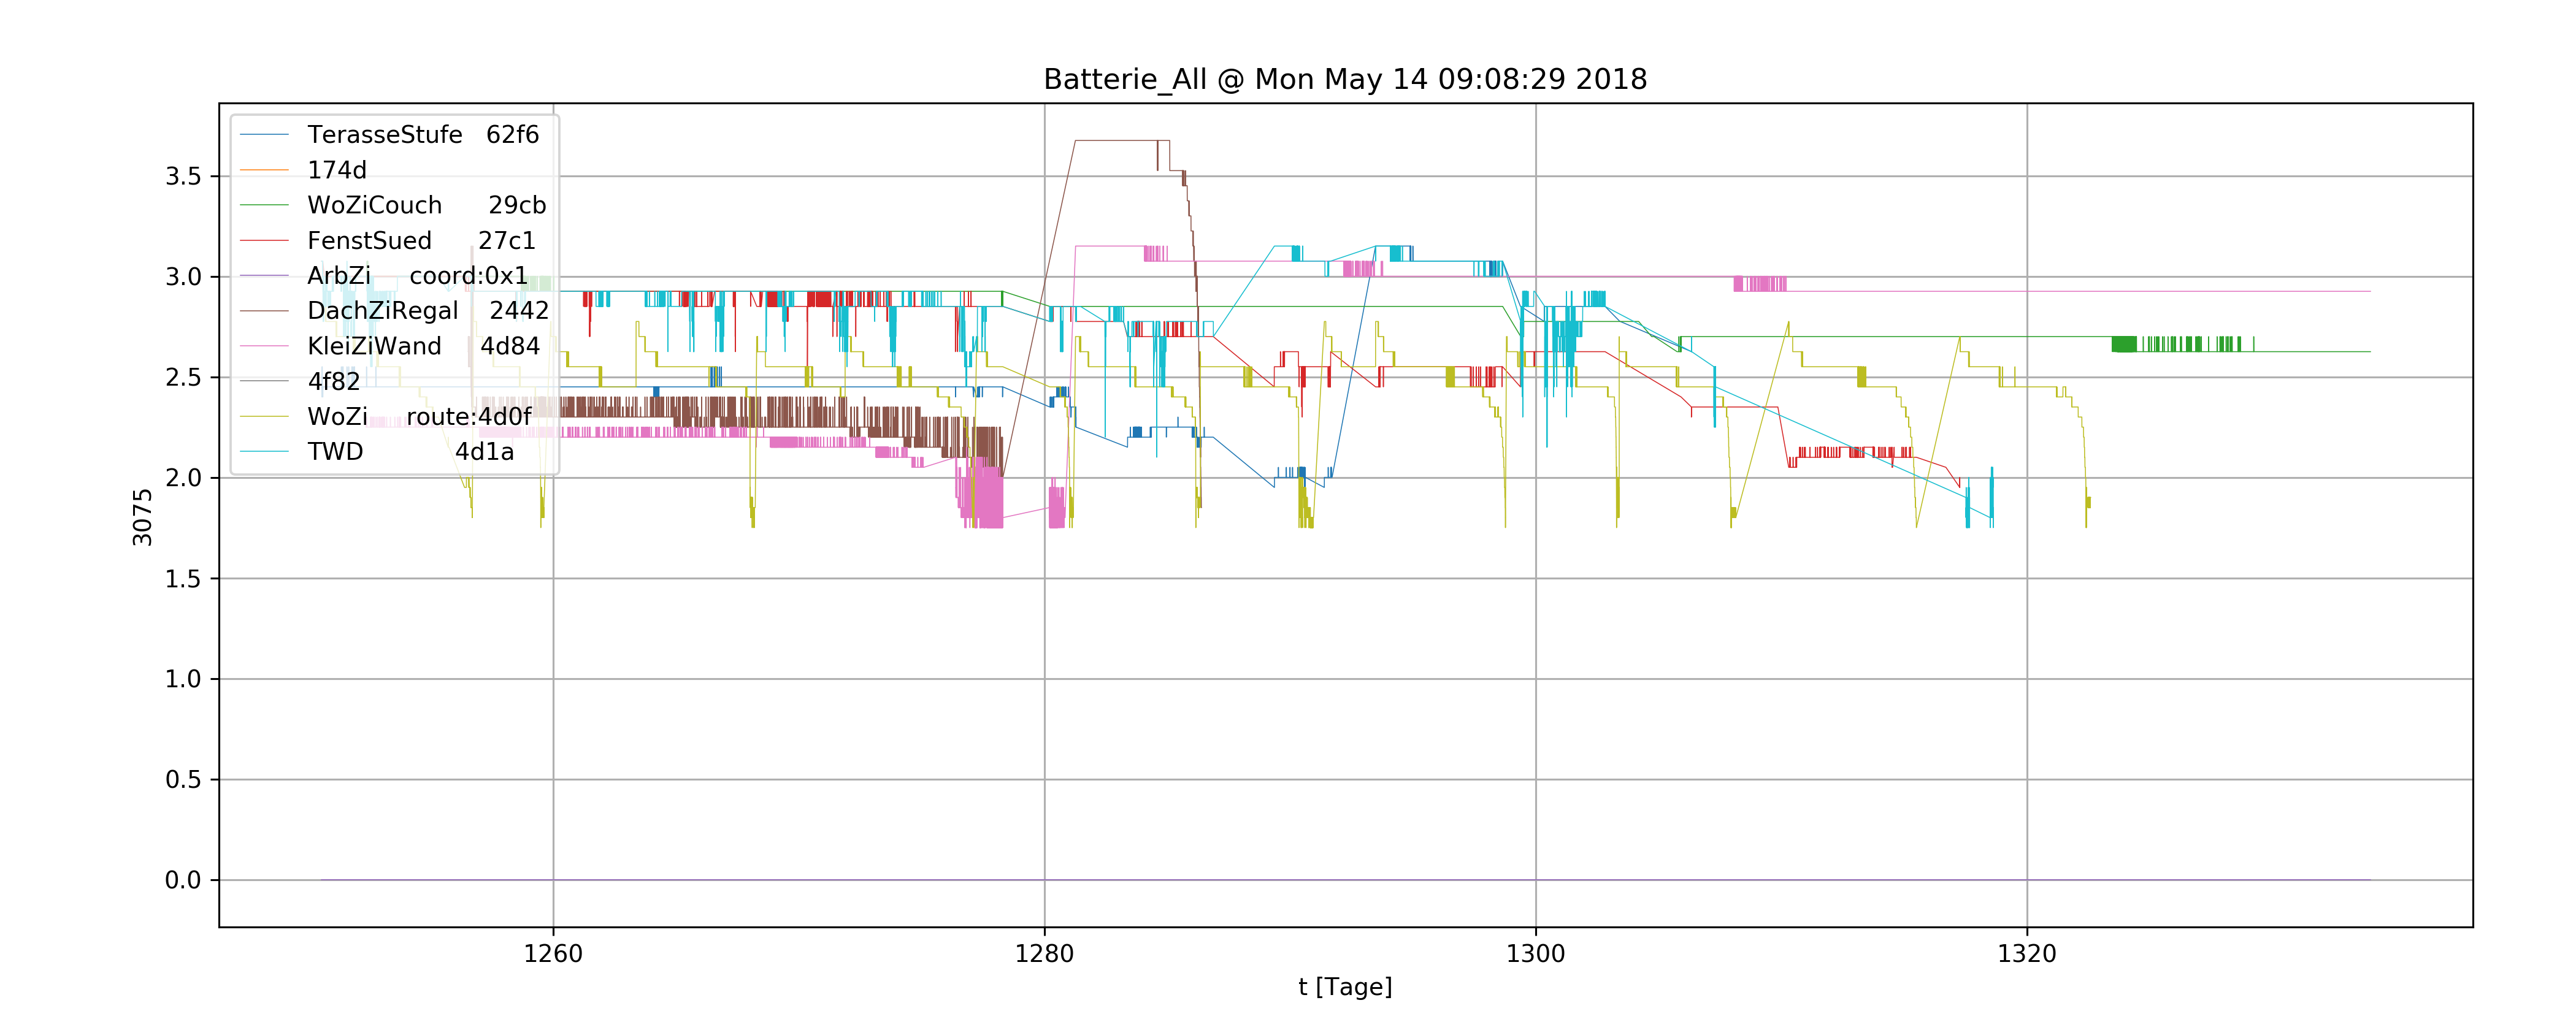 Batterie_All @ Mon May 14 09:08:29 2018
TerasseStufe 62f6
174d
WoZiCouch 29cb
FenstSued 27c1
ArbZi coord:0x1
DachZiRegal 2442
KleiZiWand 4d84
4f82
WoZi route:4d0f
TWD 4d1a
3.5
3.0
2.5
2.0
1.5
1.0
0.5
0.0
3075
1260 1280 1300 1320
t [Tage]